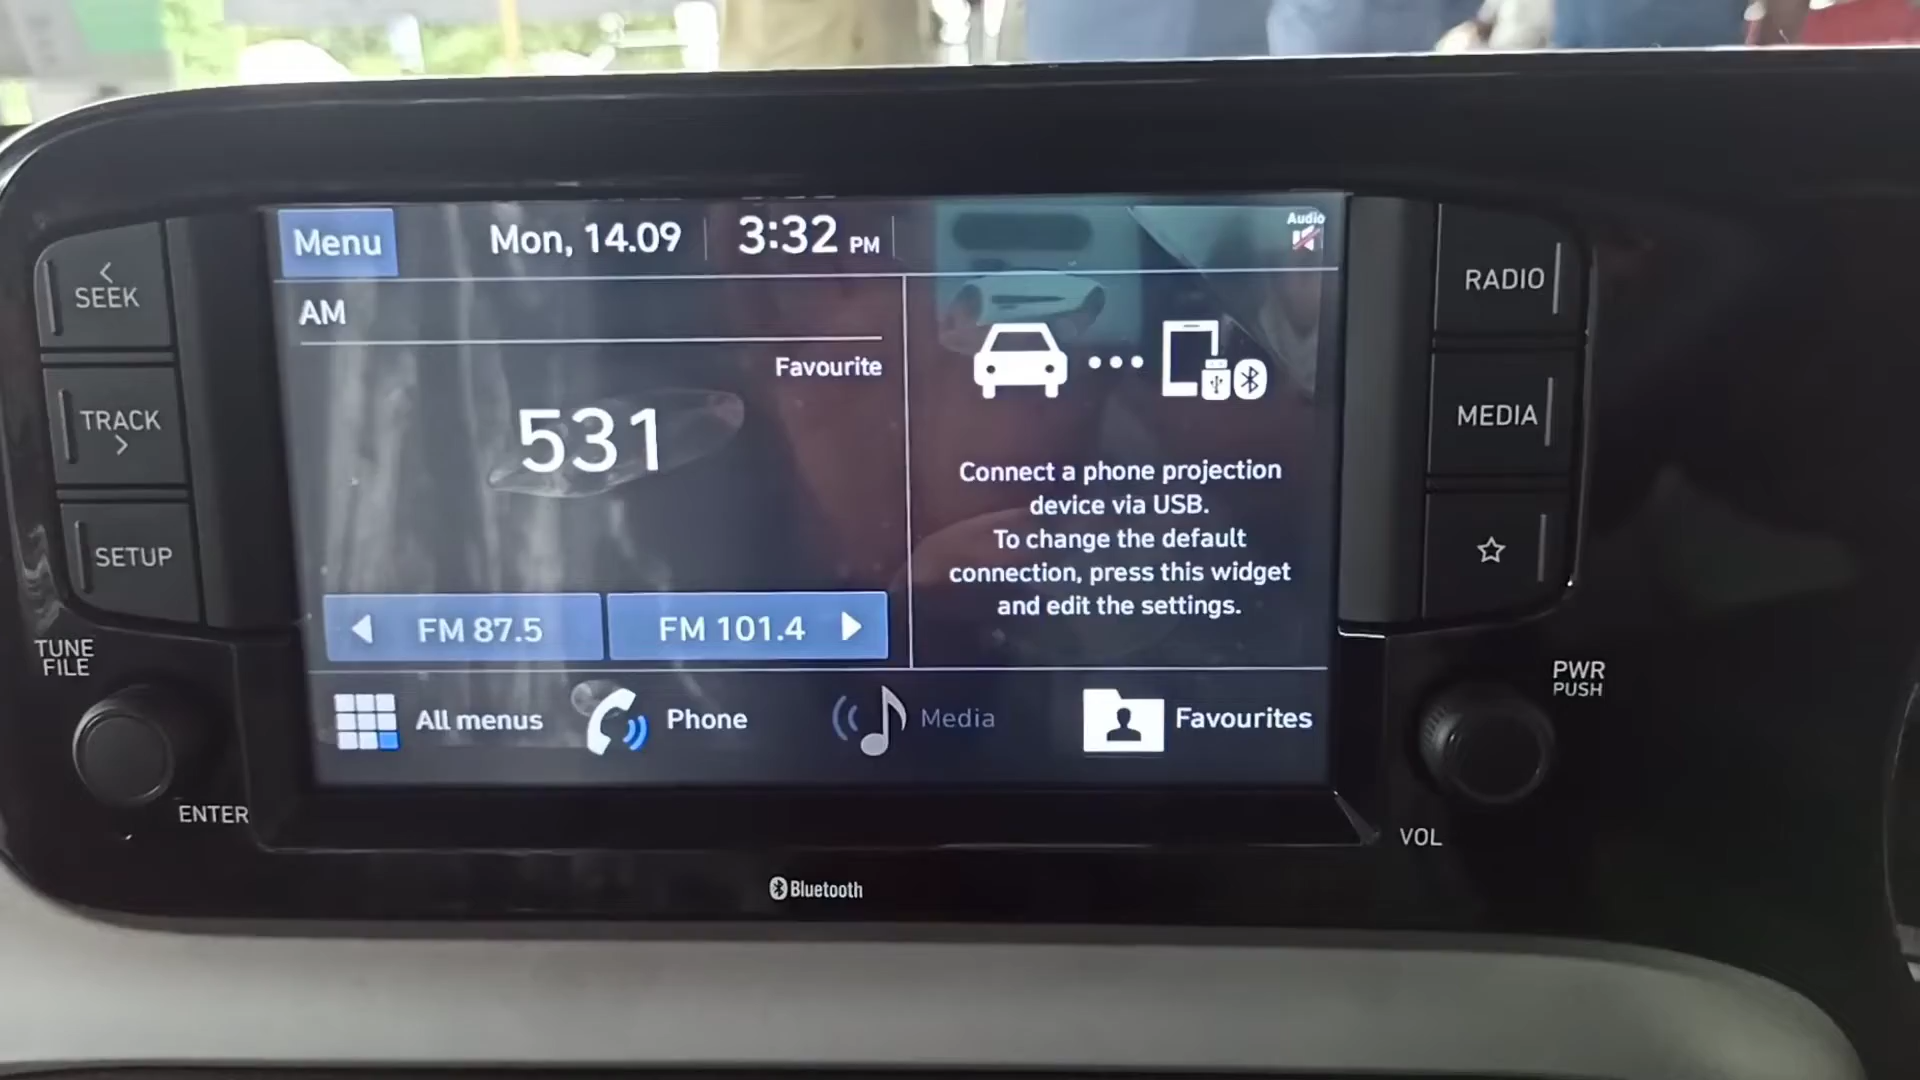 Menu
Mon, 14.09
3:32 PM
Audio
AM
Favourite
531
FM 87.5
FM 101.4
Connect a phone projection
device via USB.
To change the default
connection, press this widget
and edit the settings.
All menus
Phone
Media
Favourites
< SEEK
TRACK >
SETUP
TUNE
FILE
ENTER
RADIO
MEDIA
PWR
PUSH
VOL
Bluetooth